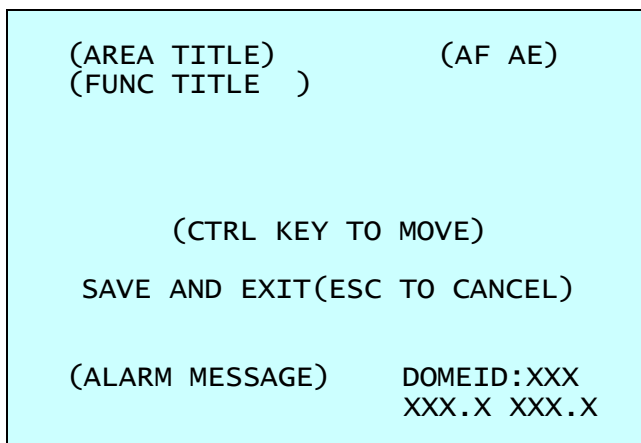 (AREA TITLE) (AF AE)
(FUNC TITLE )
(CTRL KEY TO MOVE)
SAVE AND EXIT(ESC TO CANCEL)
(ALARM MESSAGE) DOMEID:XXX
XXX.X XXX.X